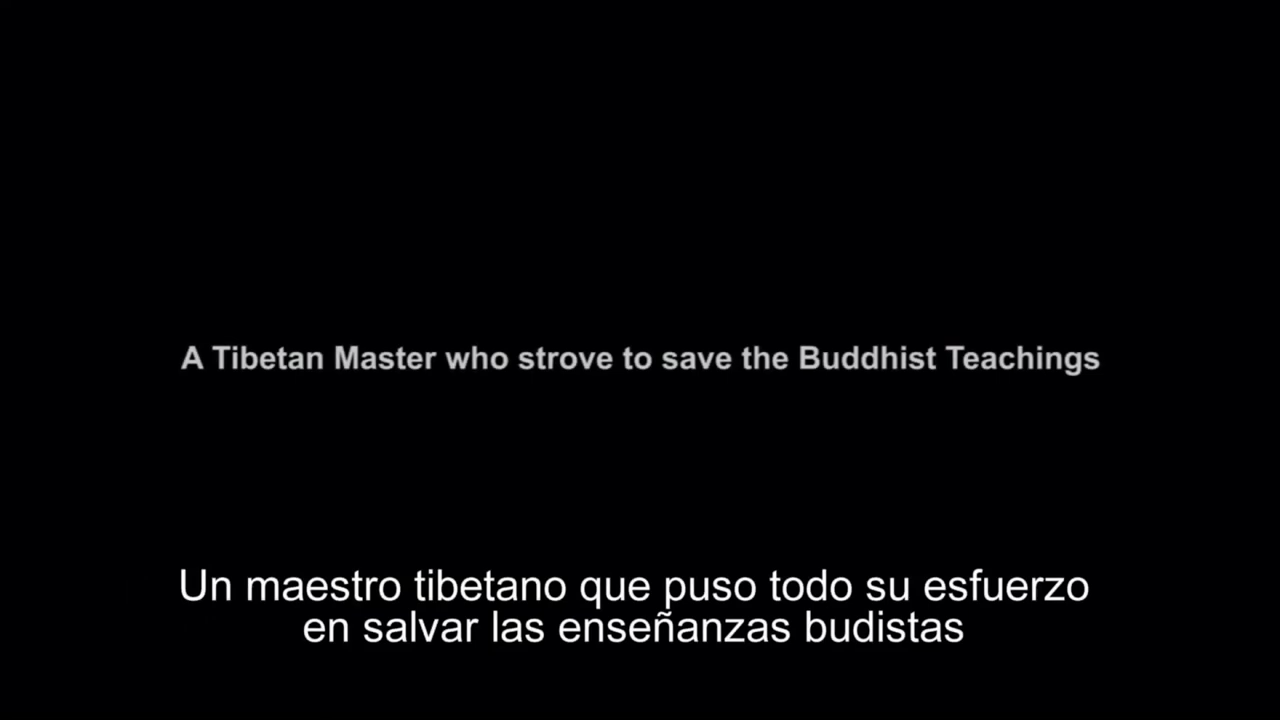 A Tibetan Master who strove to save the Buddhist Teachings
Un maestro tibetano que puso todo su esfuerzo
en salvar las enseñanzas budistas